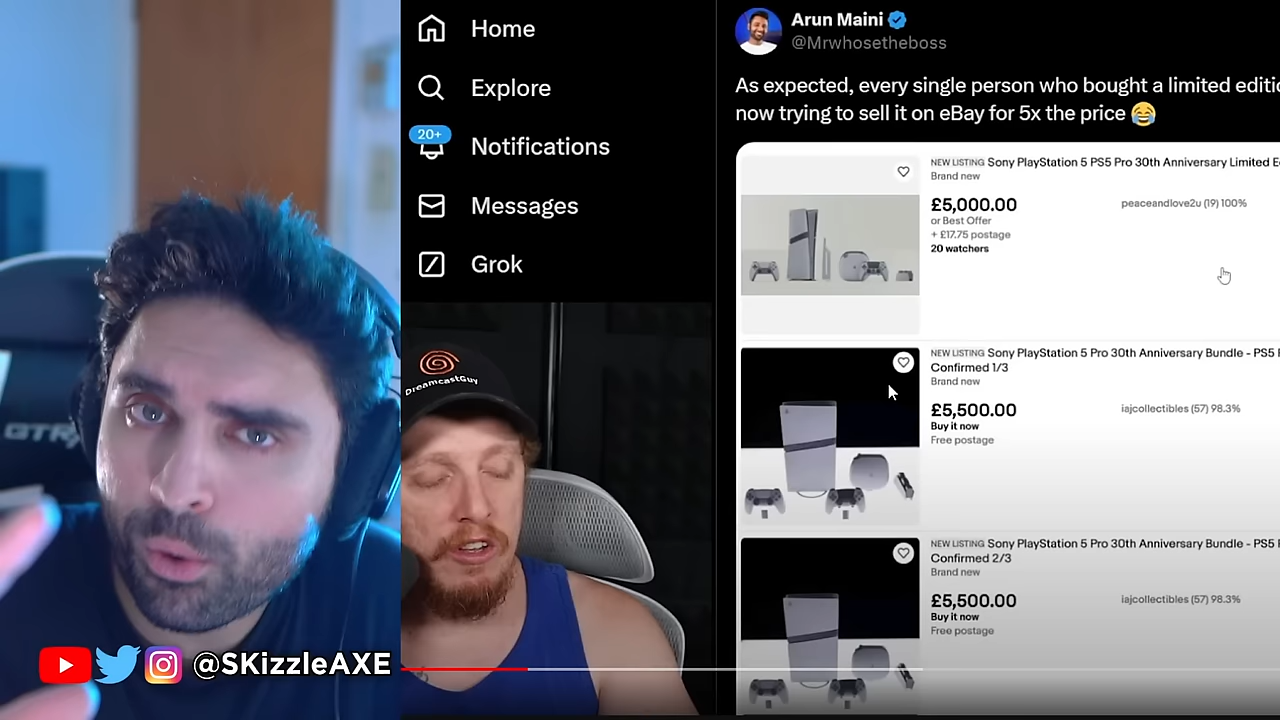 Home
Explore
20+
Notifications
Messages
Grok
DreamcastGuy
@SKizzleAXE
Arun Maini
@Mrwhosetheboss
As expected, every single person who bought a limited
now trying to sell it on eBay for 5x the price 😂
NEW LISTING Sony PlayStation 5 PS5 Pro 30th Anniversary Limited
Brand new
£5,000.00
or Best Offer
+ £17.75 postage
20 watchers
peaceandlove2u (19) 100%
NEW LISTING Sony PlayStation 5 Pro 30th Anniversary Bundle - PS5
Confirmed 1/3
Brand new
£5,500.00
Buy it now
Free postage
iajcollectibles (57) 98.3%
NEW LISTING Sony PlayStation 5 Pro 30th Anniversary Bundle - PS5
Confirmed 2/3
Brand new
£5,500.00
Buy it now
Free postage
iajcollectibles (57) 98.3%